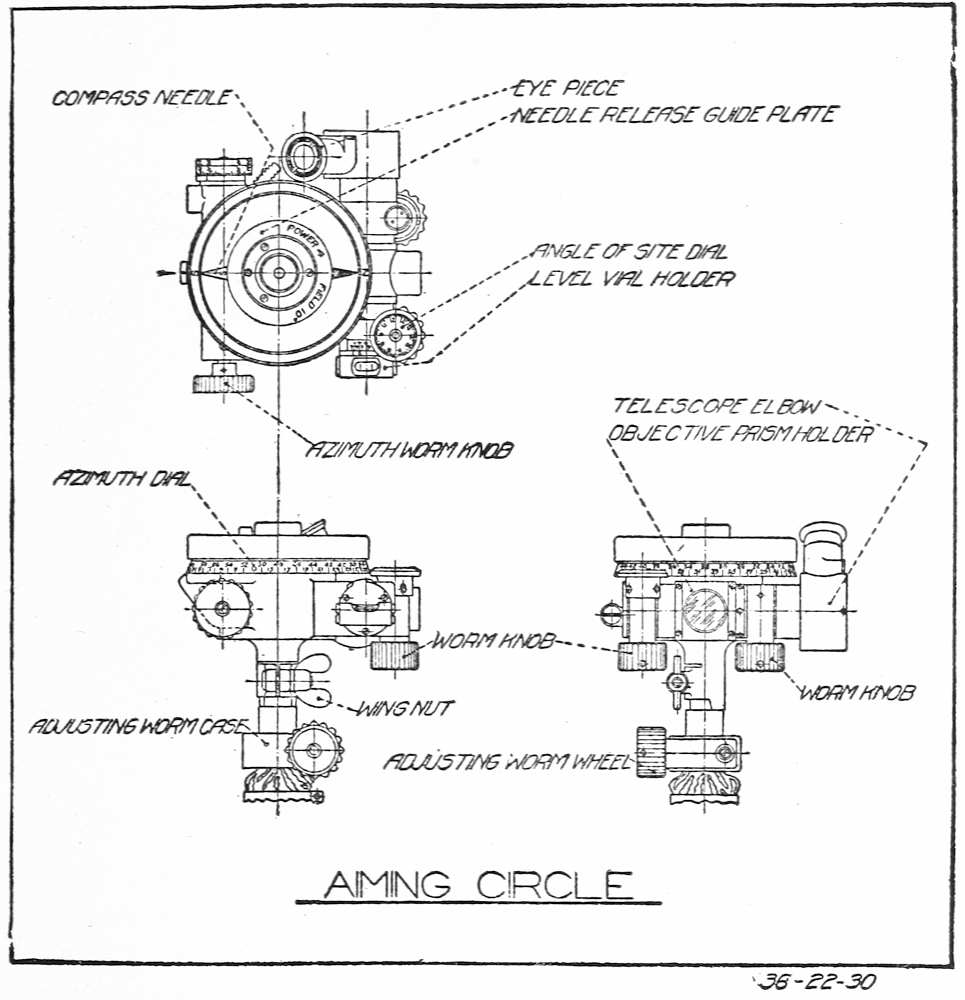 COMPASS NEEDLE
EYE PIECE
NEEDLE RELEASE GUIDE PLATE
POWER 4
FIELD 10°
S
N
ANGLE OF SITE DIAL
LEVEL VIAL HOLDER
TELESCOPE ELBOW
OBJECTIVE PRISM HOLDER
AZIMUTH WORM KNOB
AZIMUTH DIAL
WORM KNOB
WORM KNOB
WING NUT
ADJUSTING WORM CASE
ADJUSTING WORM WHEEL
AIMING CIRCLE
36-22-30